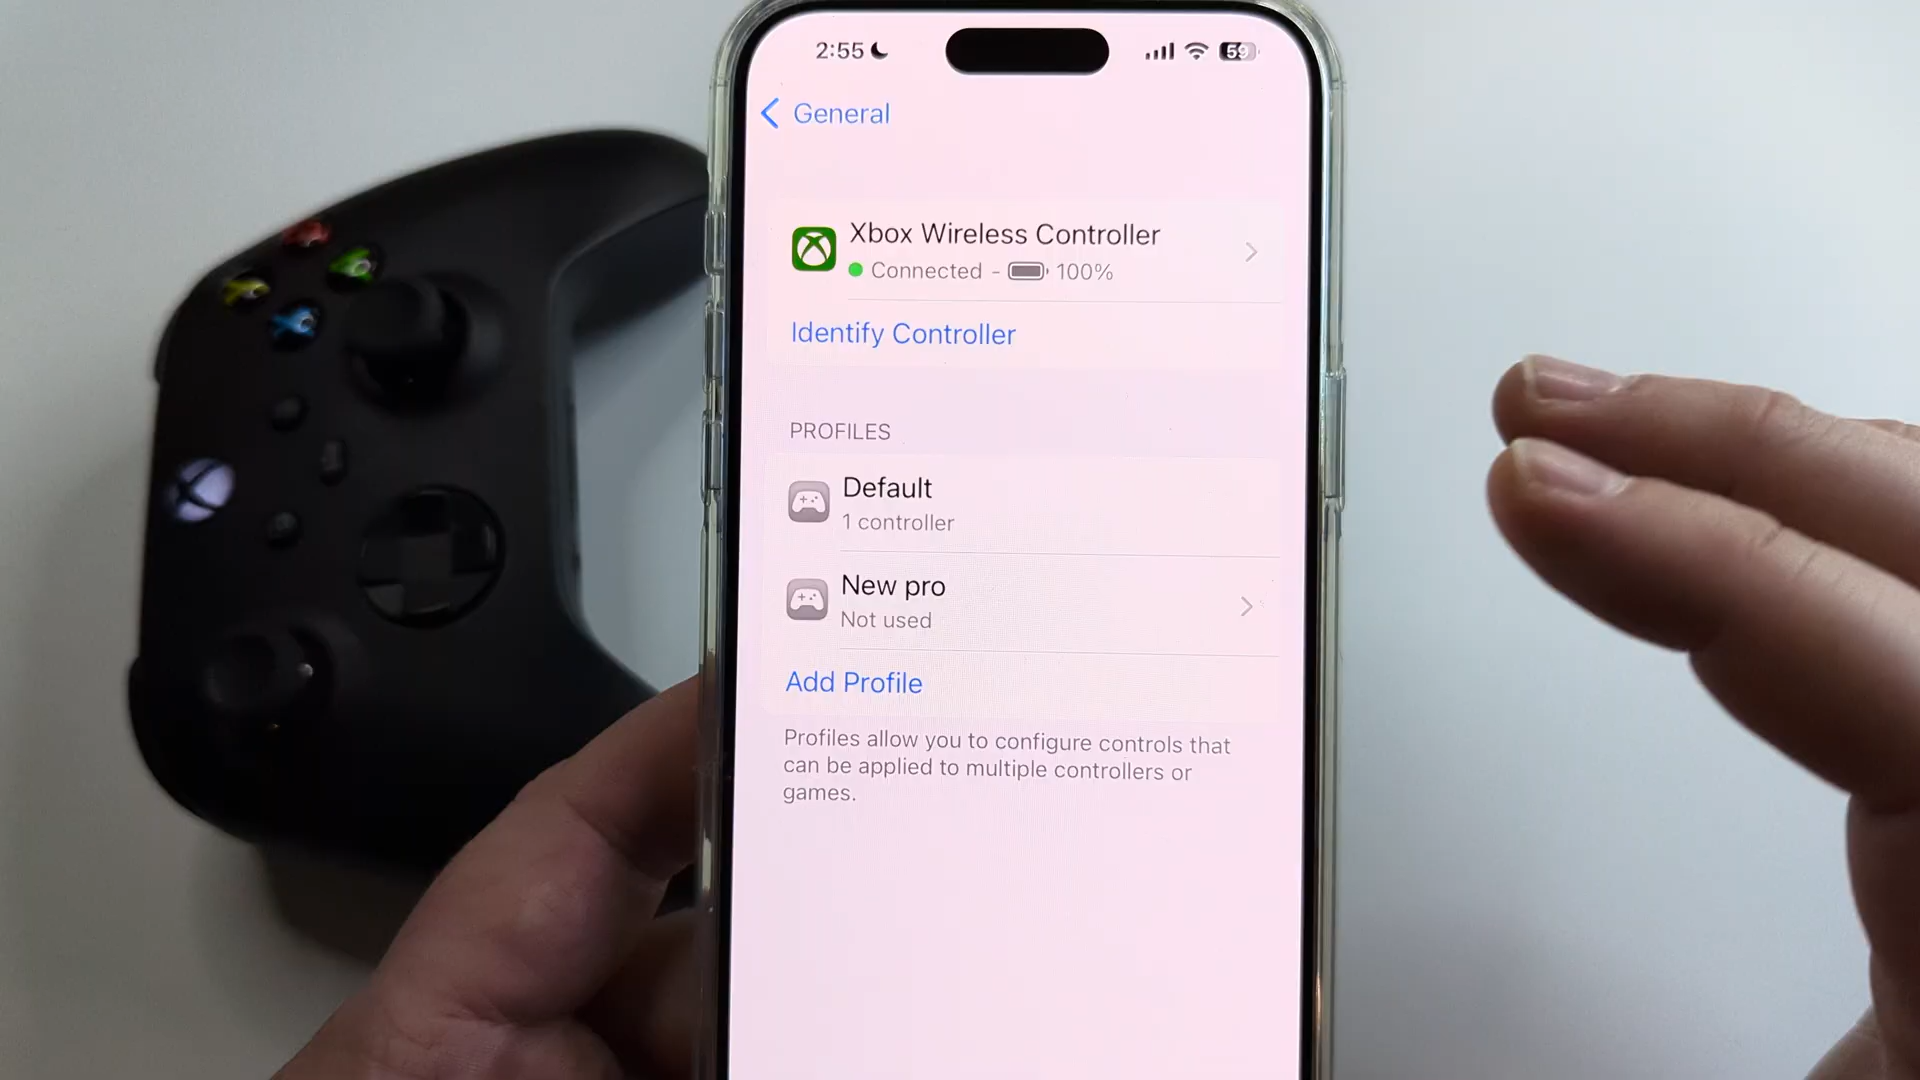 2:55
59
General
Xbox Wireless Controller
Connected - 100%
Identify Controller
PROFILES
Default
1 controller
New pro
Not used
Add Profile
Profiles allow you to configure controls that
can be applied to multiple controllers or
games.